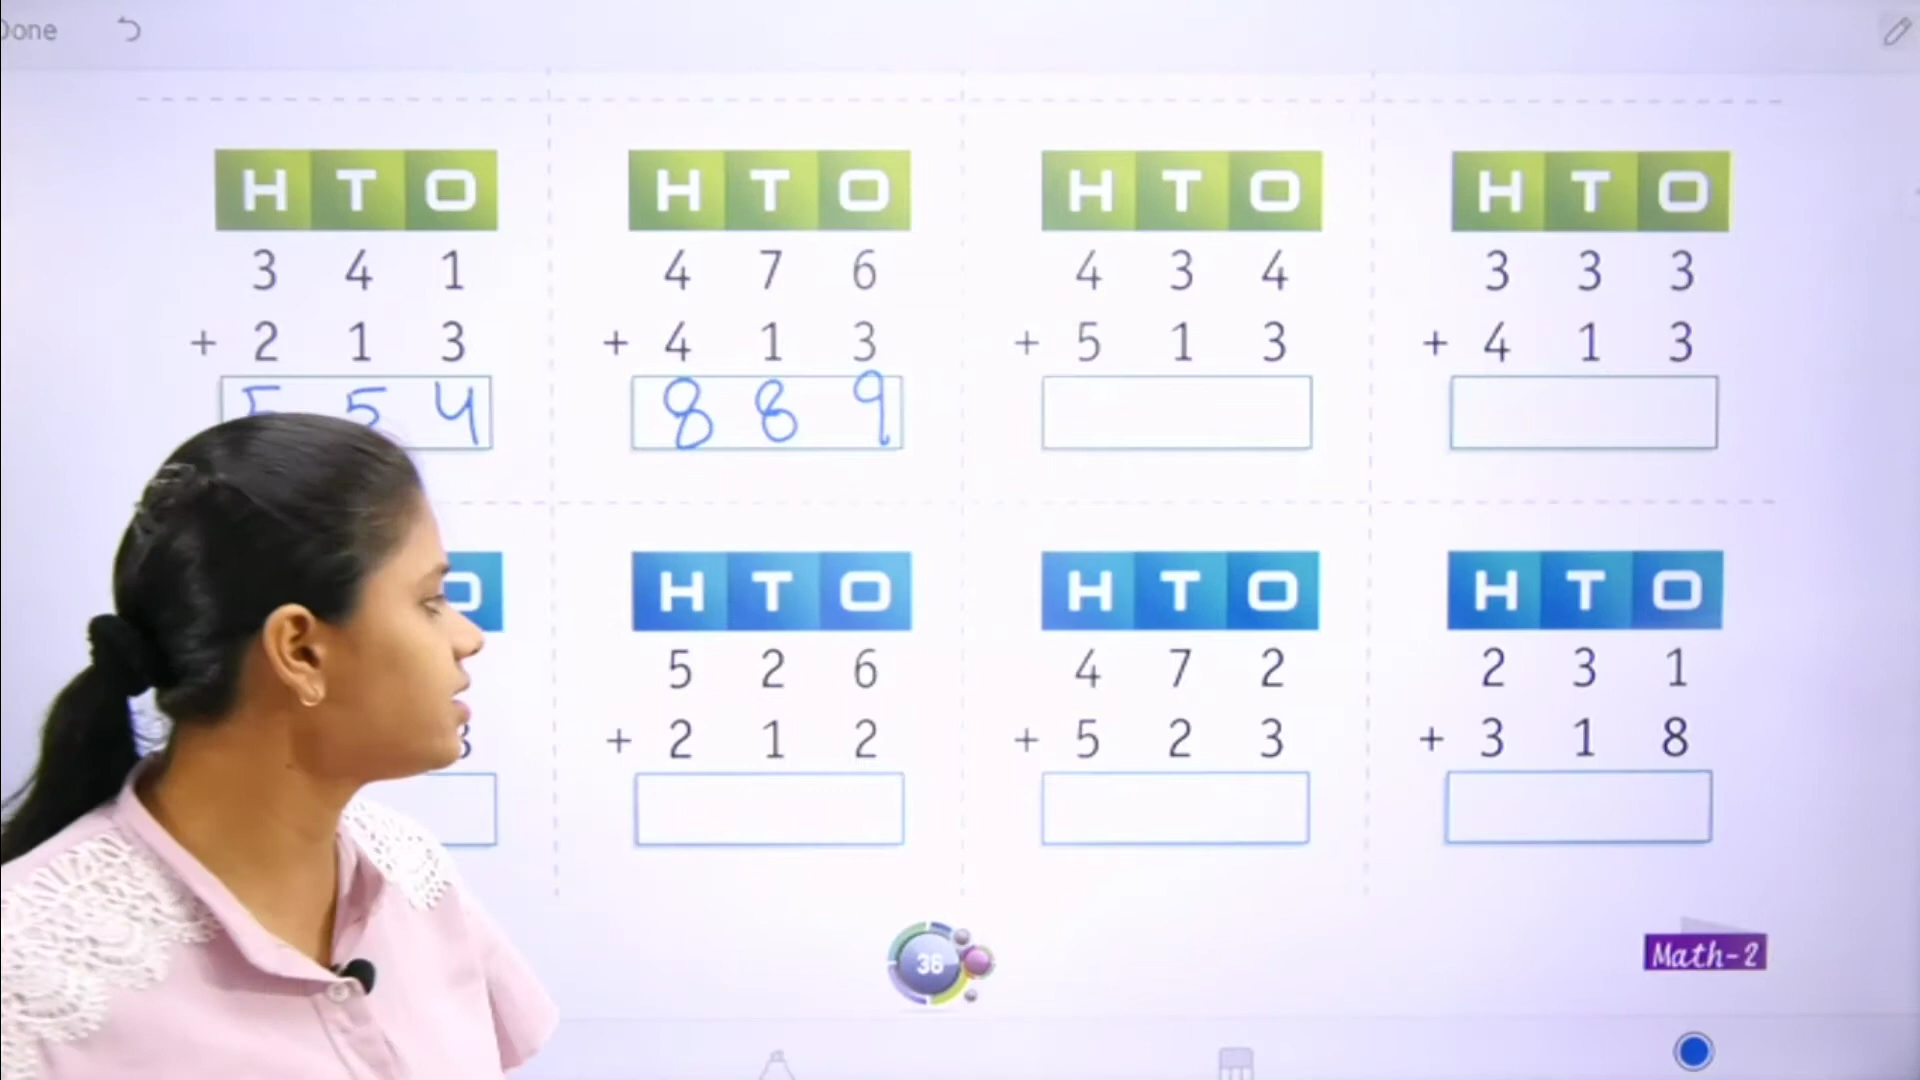 Done
H T O H T O H T O H T O
3 4 1 4 7 6 4 3 4 3 3 3
+ 2 1 3 + 4 1 3 + 5 1 3 + 4 1 3
5 5 4 8 8 9
O H T O H T O H T O
5 2 6 4 7 2 2 3 1
3 + 2 1 2 + 5 2 3 + 3 1 8
36
Math-2